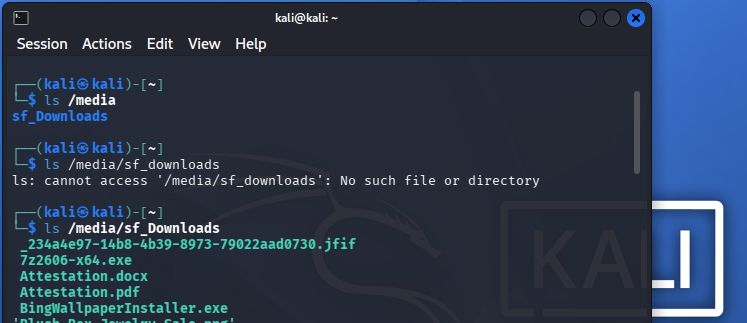 kali@kali: ~
Session Actions Edit View Help
┌──(kali㉿kali)-[~]
└─$ ls /media
sf_Downloads
┌──(kali㉿kali)-[~]
└─$ ls /media/sf_downloads
ls: cannot access '/media/sf_downloads': No such file or directory
┌──(kali㉿kali)-[~]
└─$ ls /media/sf_Downloads
_234a4e97-14b8-4b39-8973-79022aad0730.jfif
7z2606-x64.exe
Attestation.docx
Attestation.pdf
BingWallpaperInstaller.exe
KALI